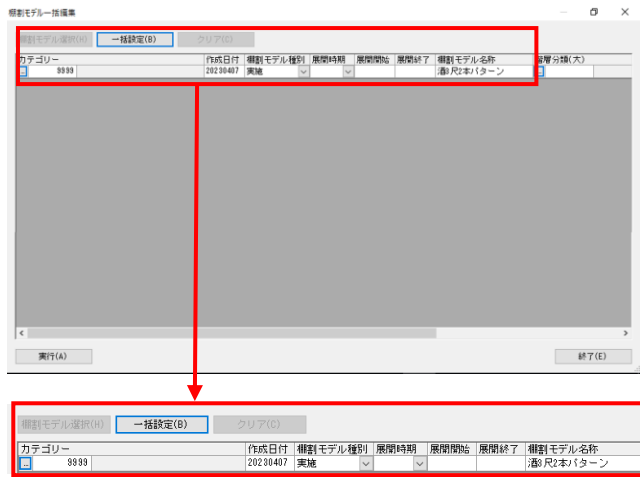 棚割モデル一括編集
棚割モデル選択(H) 一括設定(B) クリア(C)
カテゴリー 作成日付 棚割モデル種別 展開時期 展開開始 展開終了 棚割モデル名称 階層分類(大)
... 9999 20230407 実施 酒3尺2本パターン ...
実行(A) 終了(E)
棚割モデル選択(H) 一括設定(B) クリア(C)
カテゴリー 作成日付 棚割モデル種別 展開時期 展開開始 展開終了 棚割モデル名称
... 9999 20230407 実施 酒3尺2本パターン